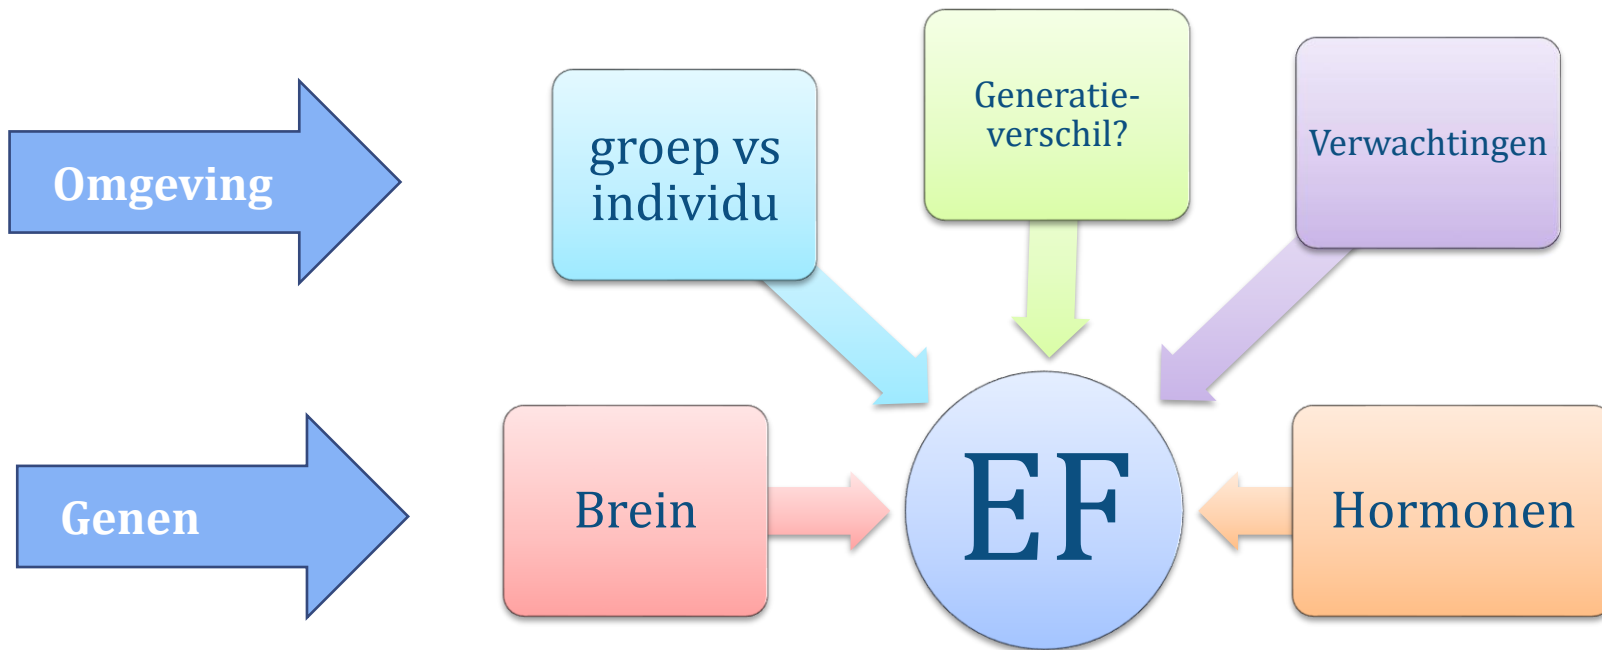 Omgeving
groep vs
individu
Generatie-
verschil?
Verwachtingen
Genen
Brein
EF
Hormonen